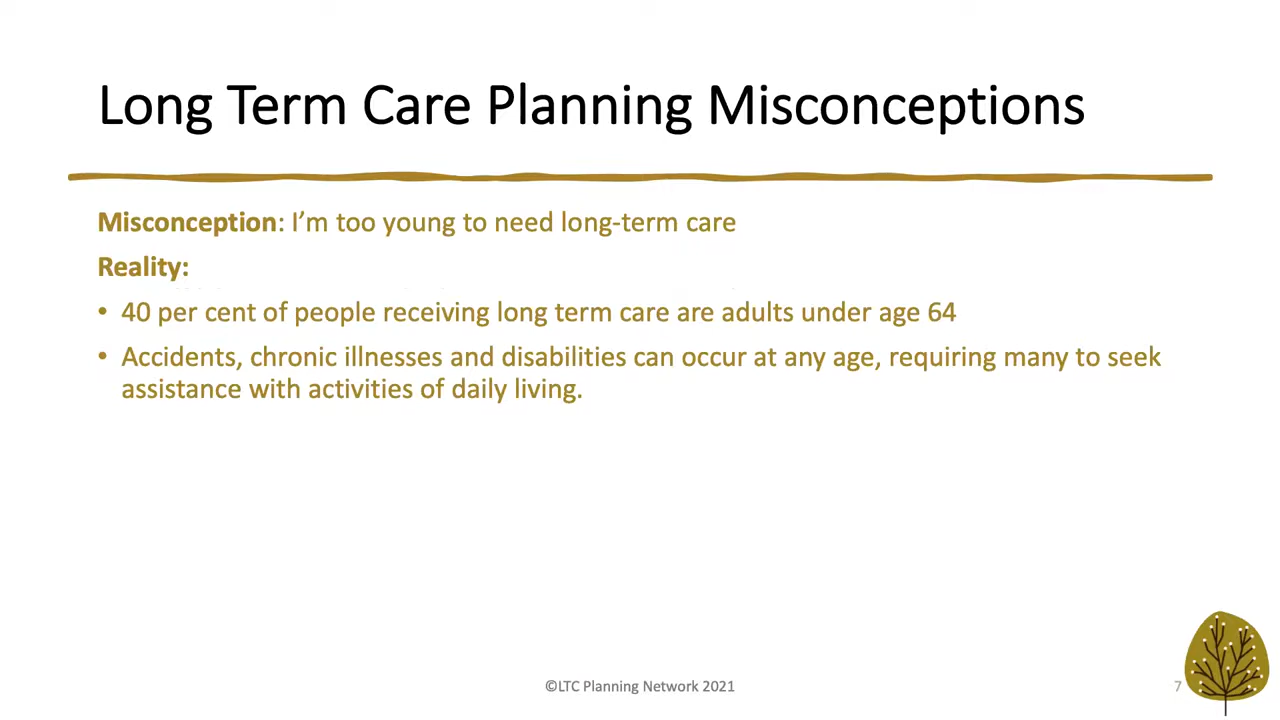 Long Term Care Planning Misconceptions
Misconception: I’m too young to need long-term care
Reality:
• 40 per cent of people receiving long term care are adults under age 64
• Accidents, chronic illnesses and disabilities can occur at any age, requiring many to seek
assistance with activities of daily living.
©LTC Planning Network 2021
7